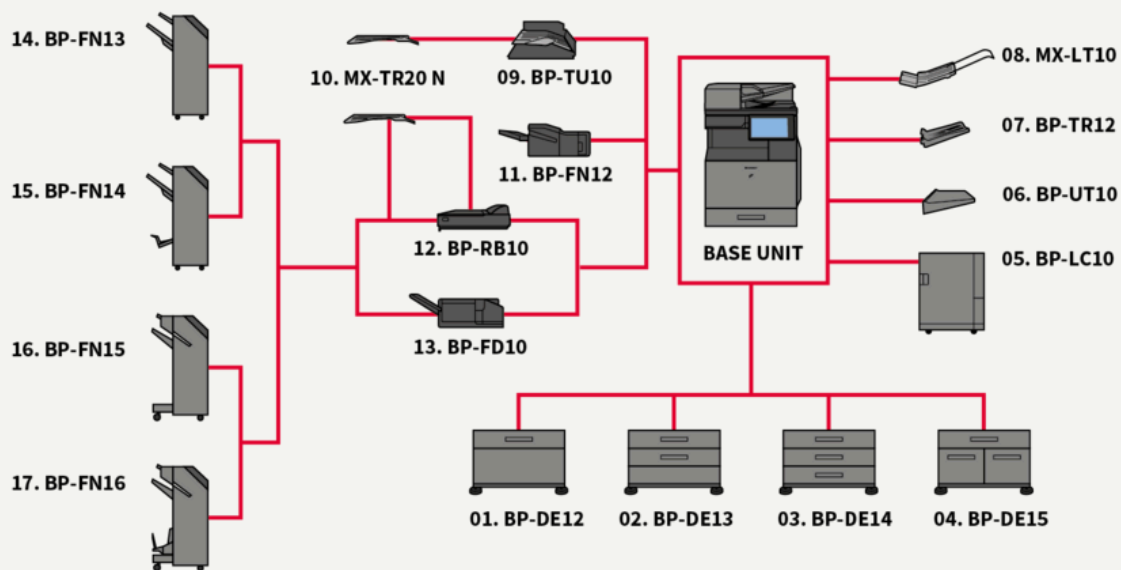 14. BP-FN13
10. MX-TR20 N
09. BP-TU10
08. MX-LT10
07. BP-TR12
11. BP-FN12
15. BP-FN14
06. BP-UT10
12. BP-RB10
BASE UNIT
05. BP-LC10
16. BP-FN15
13. BP-FD10
17. BP-FN16
01. BP-DE12
02. BP-DE13
03. BP-DE14
04. BP-DE15